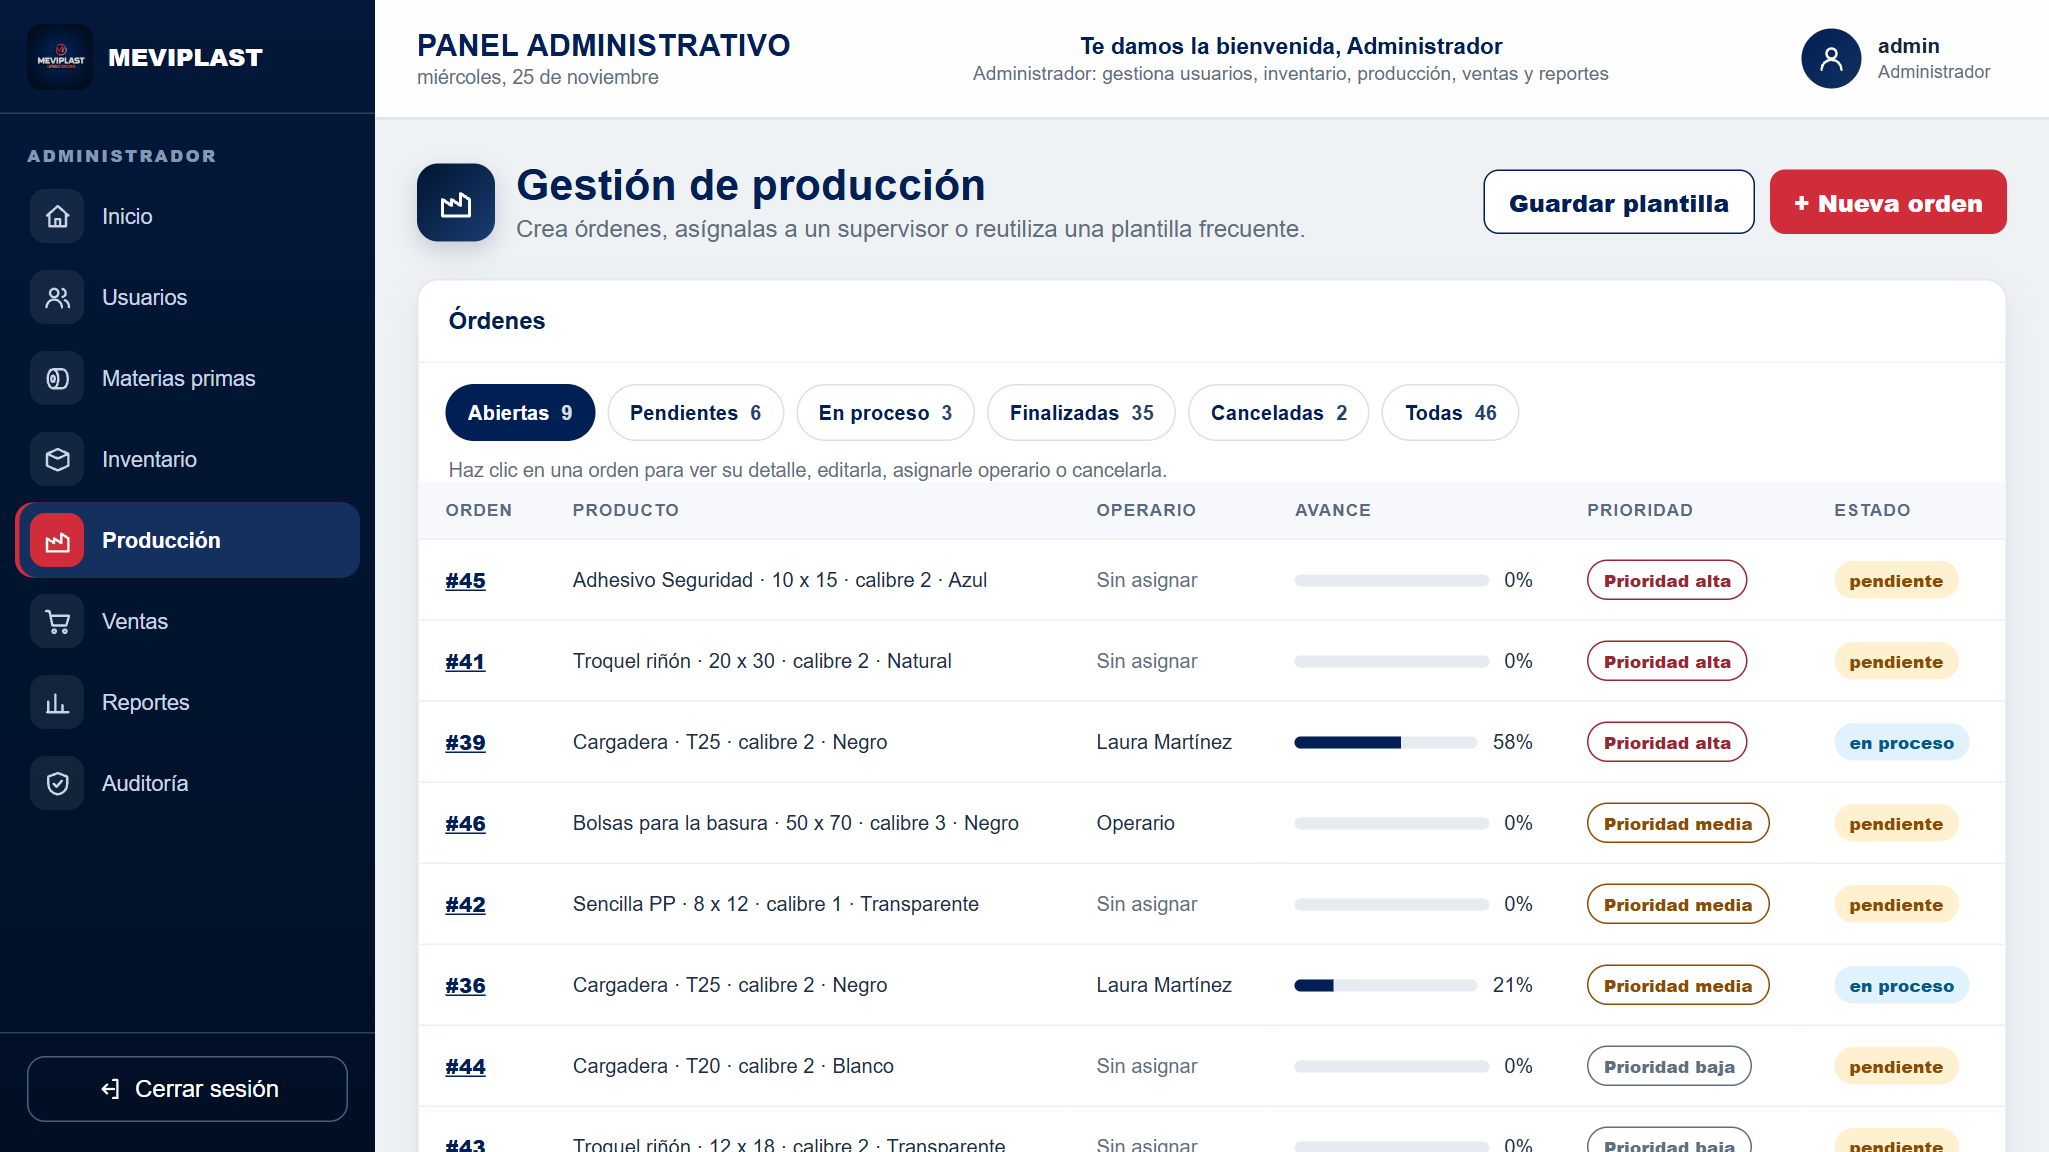 MEVIPLAST
MEVIPLAST
ADMINISTRADOR
Inicio
Usuarios
Materias primas
Inventario
Producción
Ventas
Reportes
Auditoría
Cerrar sesión
PANEL ADMINISTRATIVO
miércoles, 25 de noviembre
Te damos la bienvenida, Administrador
Administrador: gestiona usuarios, inventario, producción, ventas y reportes
admin
Administrador
Gestión de producción
Crea órdenes, asígnalas a un supervisor o reutiliza una plantilla frecuente.
Guardar plantilla
+ Nueva orden
Órdenes
Abiertas 9 Pendientes 6 En proceso 3 Finalizadas 35 Canceladas 2 Todas 46
Haz clic en una orden para ver su detalle, editarla, asignarle operario o cancelarla.
ORDEN PRODUCTO OPERARIO AVANCE PRIORIDAD ESTADO
#45 Adhesivo Seguridad · 10 x 15 · calibre 2 · Azul Sin asignar 0% Prioridad alta pendiente
#41 Troquel riñón · 20 x 30 · calibre 2 · Natural Sin asignar 0% Prioridad alta pendiente
#39 Cargadera · T25 · calibre 2 · Negro Laura Martínez 58% Prioridad alta en proceso
#46 Bolsas para la basura · 50 x 70 · calibre 3 · Negro Operario 0% Prioridad media pendiente
#42 Sencilla PP · 8 x 12 · calibre 1 · Transparente Sin asignar 0% Prioridad media pendiente
#36 Cargadera · T25 · calibre 2 · Negro Laura Martínez 21% Prioridad media en proceso
#44 Cargadera · T20 · calibre 2 · Blanco Sin asignar 0% Prioridad baja pendiente
#43 Troquel riñón · 12 x 18 · calibre 2 · Transparente Sin asignar 0% Prioridad baja pendiente